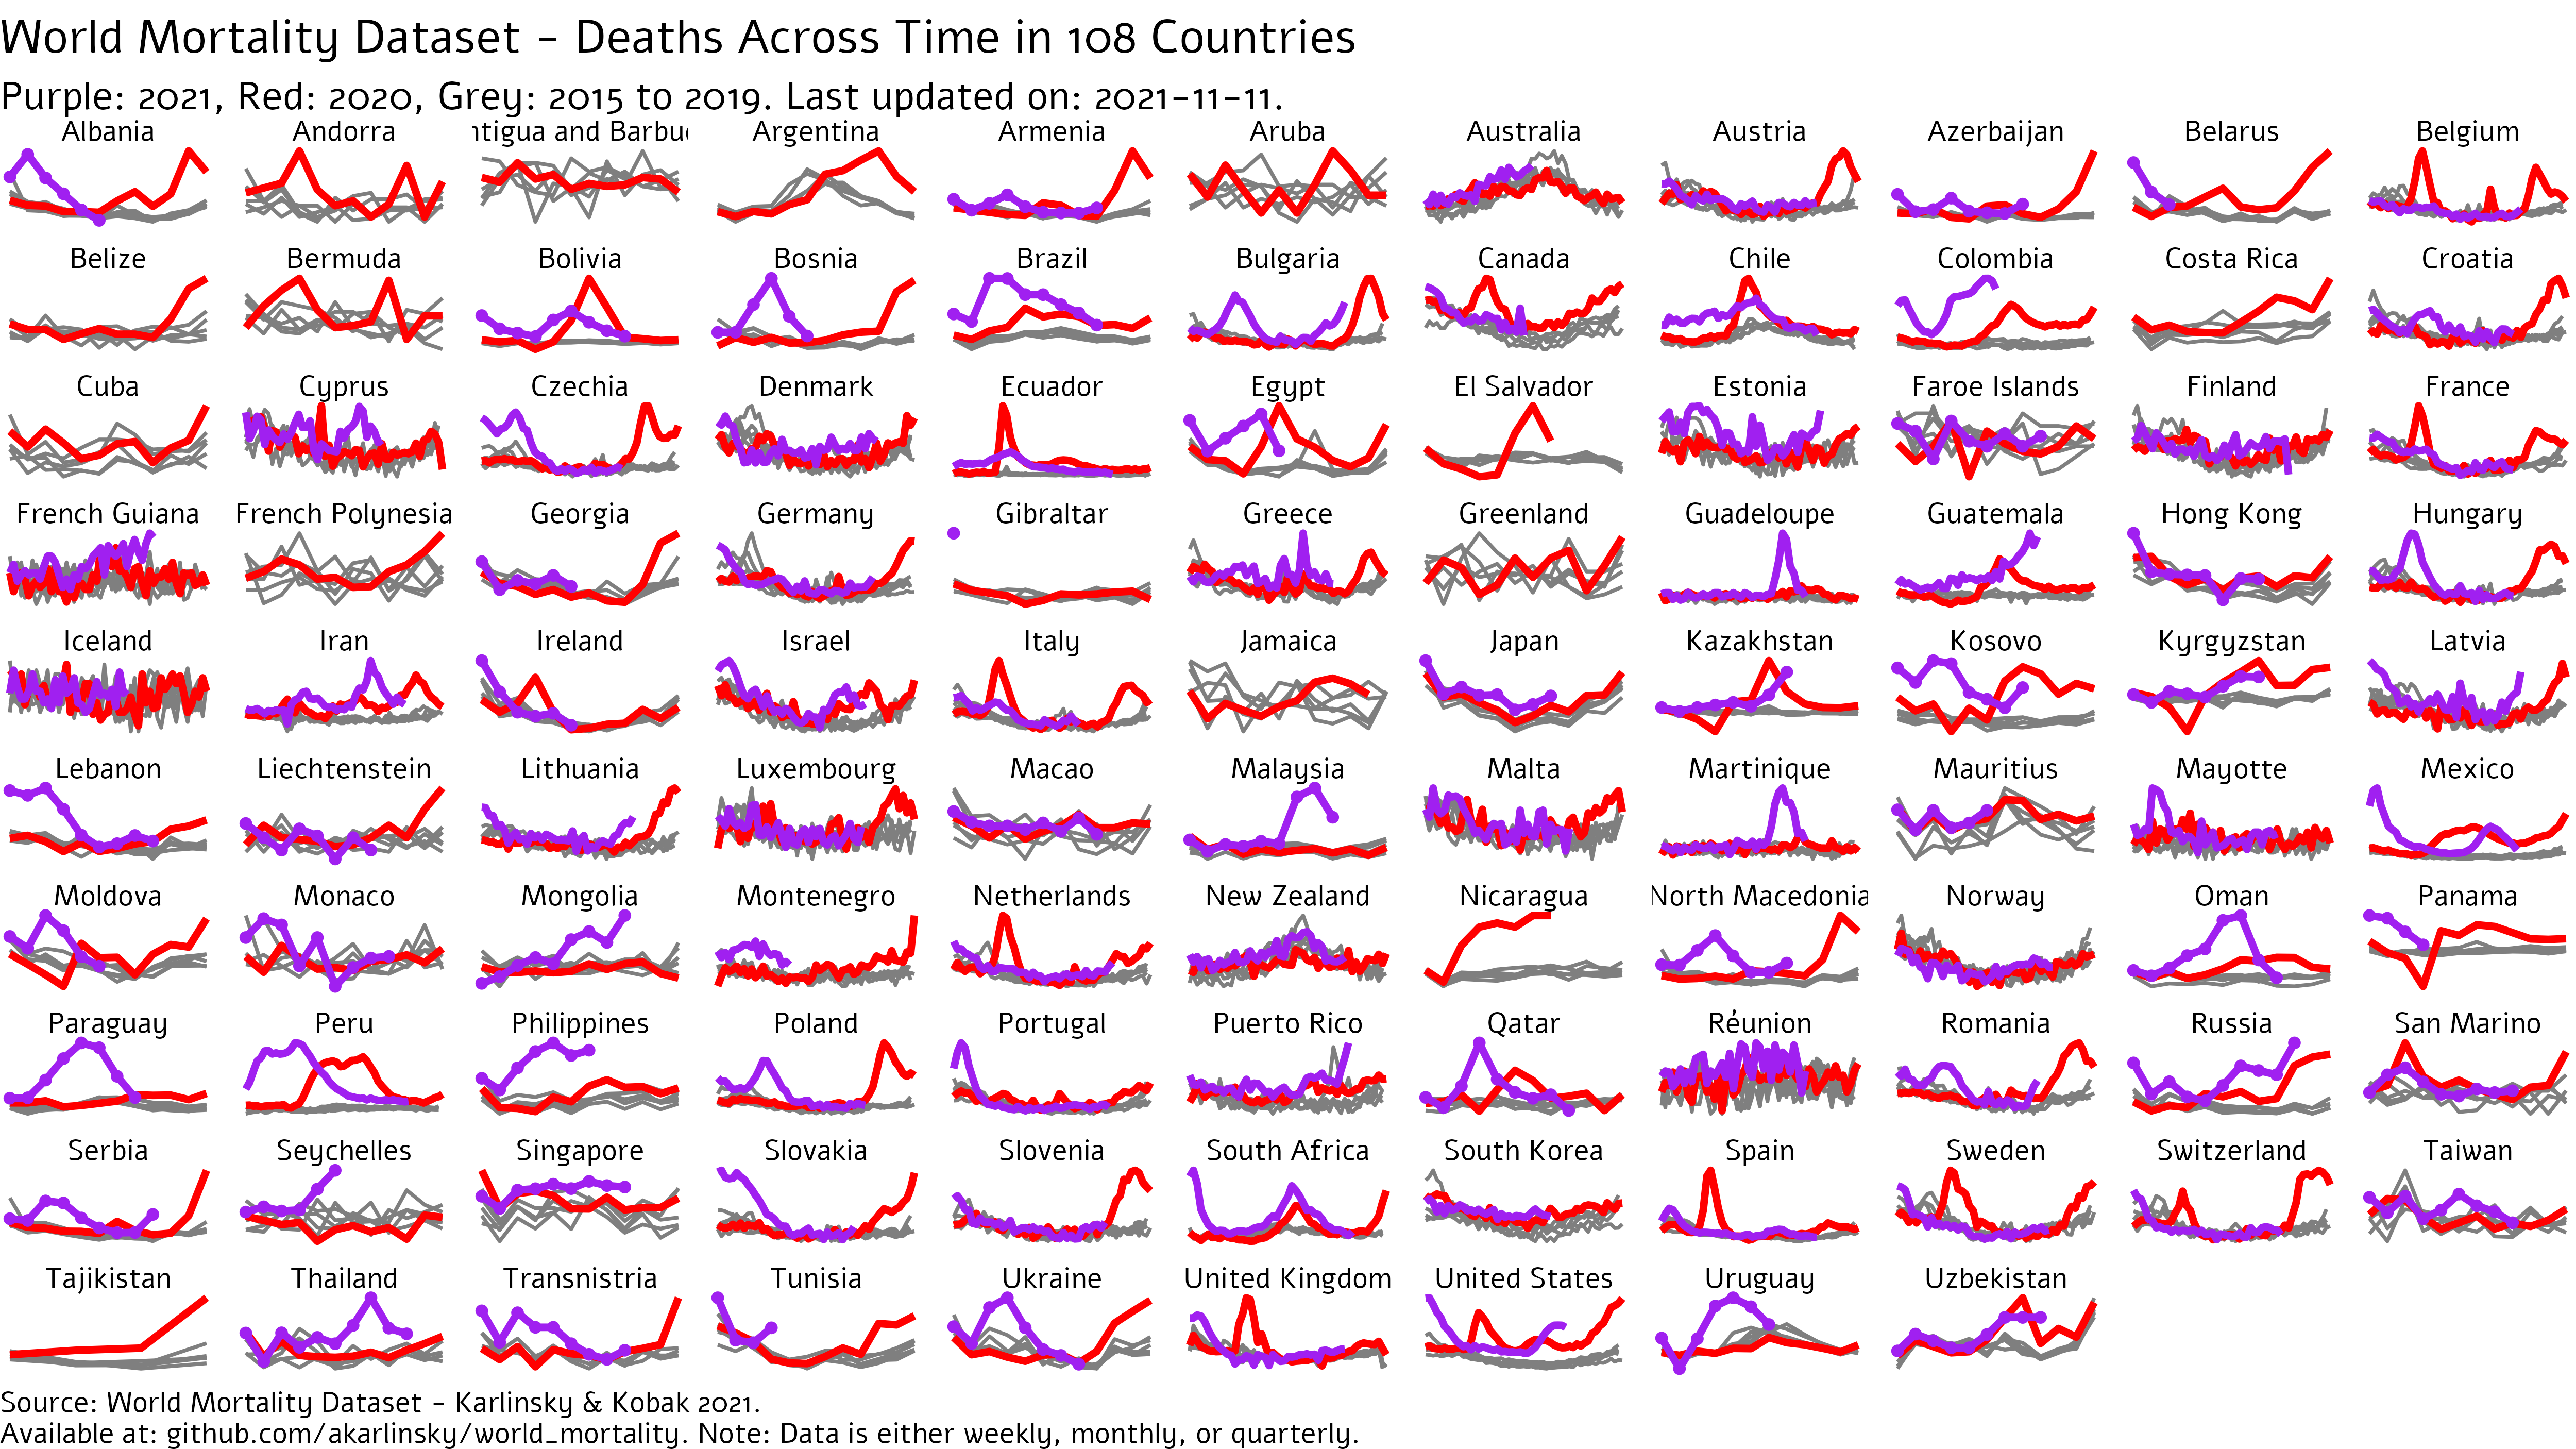 World Mortality Dataset - Deaths Across Time in 108 Countries
Purple: 2021, Red: 2020, Grey: 2015 to 2019. Last updated on: 2021-11-11.
Albania Andorra ntigua and Barbu Argentina Armenia Aruba Australia Austria Azerbaijan Belarus Belgium
Belize Bermuda Bolivia Bosnia Brazil Bulgaria Canada Chile Colombia Costa Rica Croatia
Cuba Cyprus Czechia Denmark Ecuador Egypt El Salvador Estonia Faroe Islands Finland France
French Guiana French Polynesia Georgia Germany Gibraltar Greece Greenland Guadeloupe Guatemala Hong Kong Hungary
Iceland Iran Ireland Israel Italy Jamaica Japan Kazakhstan Kosovo Kyrgyzstan Latvia
Lebanon Liechtenstein Lithuania Luxembourg Macao Malaysia Malta Martinique Mauritius Mayotte Mexico
Moldova Monaco Mongolia Montenegro Netherlands New Zealand Nicaragua North Macedonia Norway Oman Panama
Paraguay Peru Philippines Poland Portugal Puerto Rico Qatar Réunion Romania Russia San Marino
Serbia Seychelles Singapore Slovakia Slovenia South Africa South Korea Spain Sweden Switzerland Taiwan
Tajikistan Thailand Transnistria Tunisia Ukraine United Kingdom United States Uruguay Uzbekistan
Source: World Mortality Dataset - Karlinsky & Kobak 2021.
Available at: github.com/akarlinsky/world_mortality. Note: Data is either weekly, monthly, or quarterly.